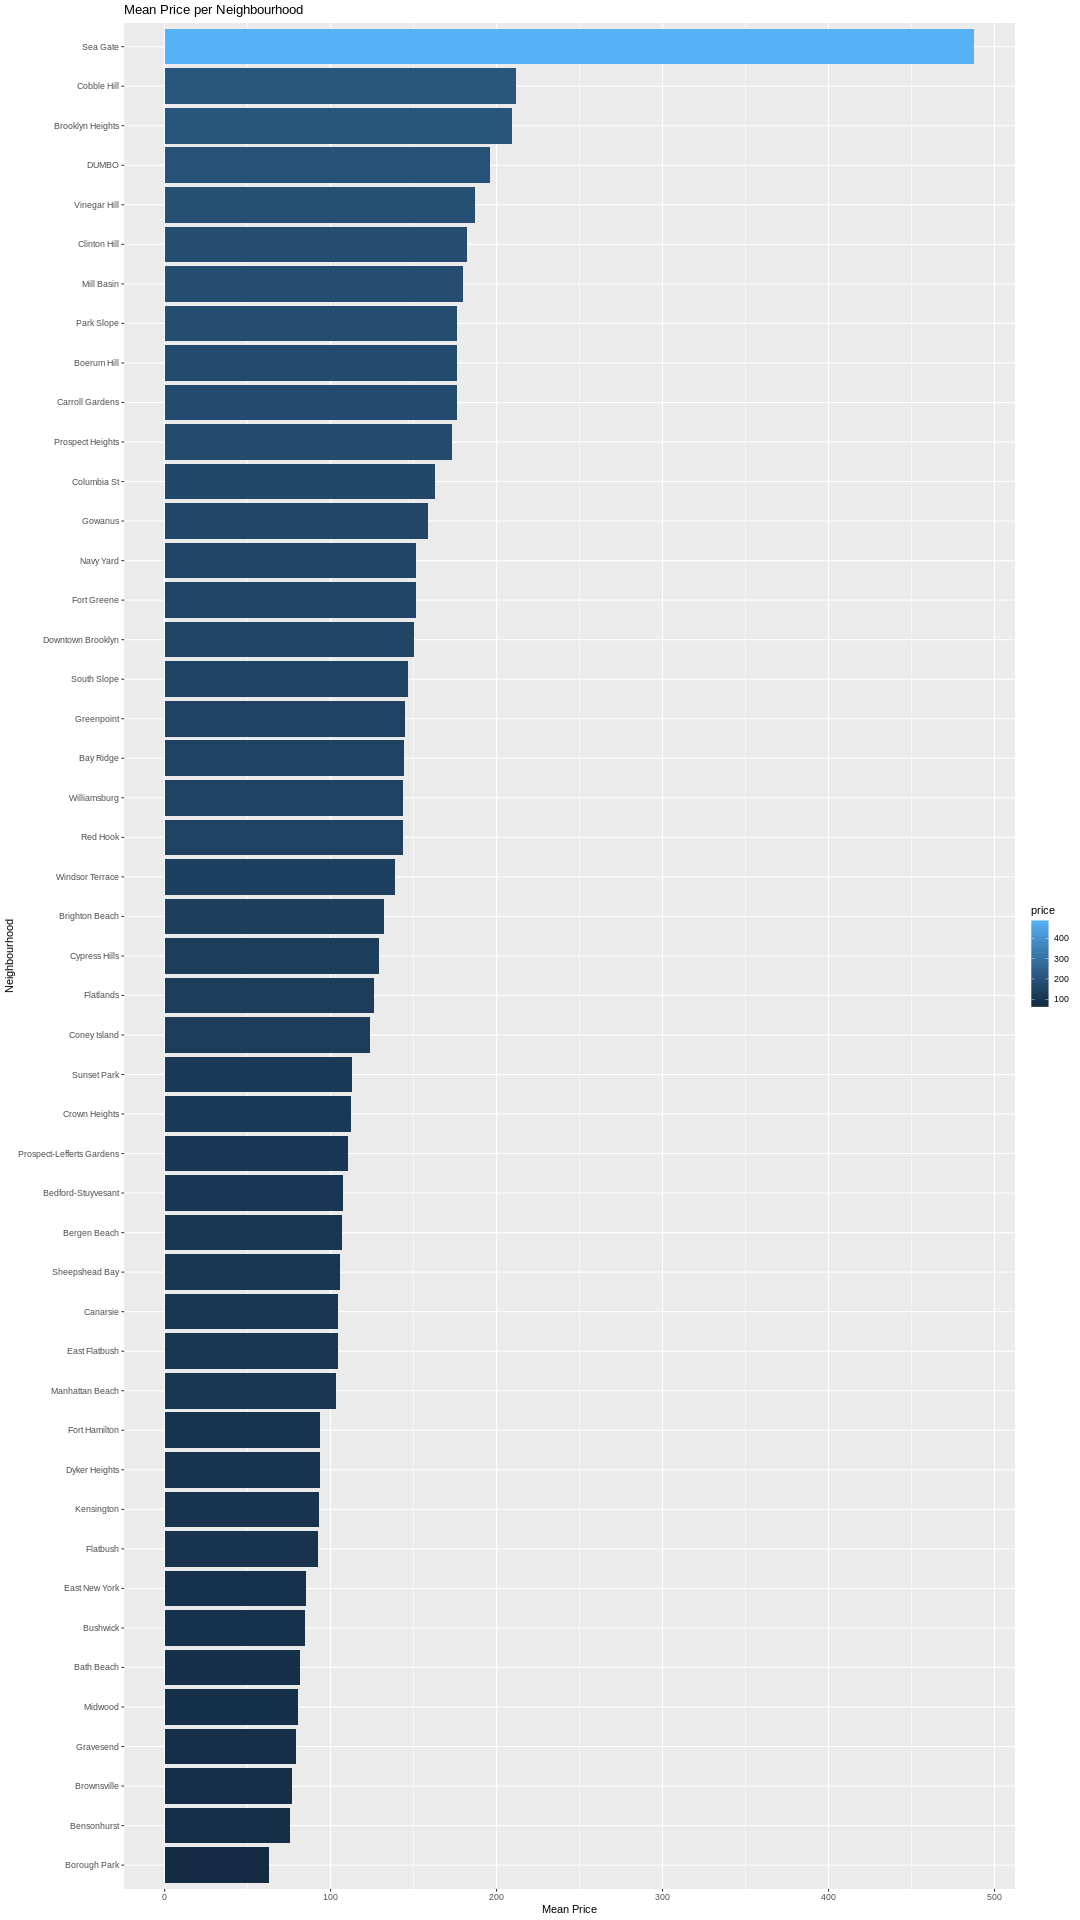 Mean Price per Neighbourhood
Sea Gate
Cobble Hill
Brooklyn Heights
DUMBO
Vinegar Hill
Clinton Hill
Mill Basin
Park Slope
Boerum Hill
Carroll Gardens
Prospect Heights
Columbia St
Gowanus
Navy Yard
Fort Greene
Downtown Brooklyn
South Slope
Greenpoint
Bay Ridge
Williamsburg
Red Hook
Windsor Terrace
Brighton Beach
Cypress Hills
Flatlands
Coney Island
Sunset Park
Crown Heights
Prospect-Lefferts Gardens
Bedford-Stuyvesant
Bergen Beach
Sheepshead Bay
Canarsie
East Flatbush
Manhattan Beach
Fort Hamilton
Dyker Heights
Kensington
Flatbush
East New York
Bushwick
Bath Beach
Midwood
Gravesend
Brownsville
Bensonhurst
Borough Park
Neighbourhood
0 100 200 300 400 500
Mean Price
price
400
300
200
100